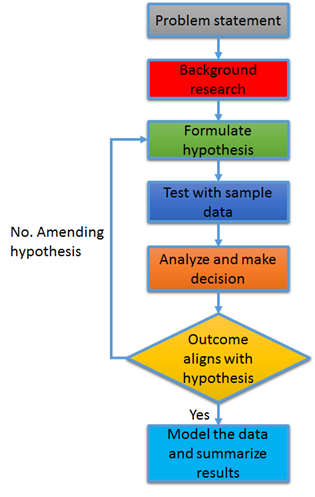 Problem statement
Background
research
Formulate
hypothesis
No. Amending
hypothesis
Test with sample
data
Analyze and make
decision
Outcome
aligns with
hypothesis
Yes
Model the data
and summarize
results